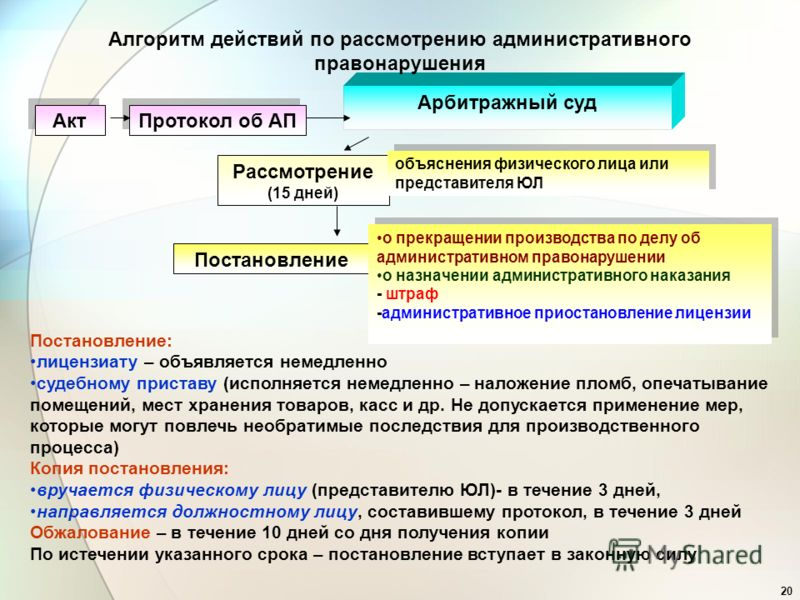 Алгоритм действий по рассмотрению административного
правонарушения
Арбитражный суд
Акт
Протокол об АП
Рассмотрение
(15 дней)
объяснения физического лица или
представителя ЮЛ
Постановление
•о прекращении производства по делу об
административном правонарушении
•о назначении административного наказания
- штраф
-административное приостановление лицензии
Постановление:
•лицензиату – объявляется немедленно
•судебному приставу (исполняется немедленно – наложение пломб, опечатывание
помещений, мест хранения товаров, касс и др. Не допускается применение мер,
которые могут повлечь необратимые последствия для производственного
процесса)
Копия постановления:
•вручается физическому лицу (представителю ЮЛ)- в течение 3 дней,
•направляется должностному лицу, составившему протокол, в течение 3 дней
Обжалование – в течение 10 дней со дня получения копии
По истечении указанного срока – постановление вступает в законную силу
MyShared
20